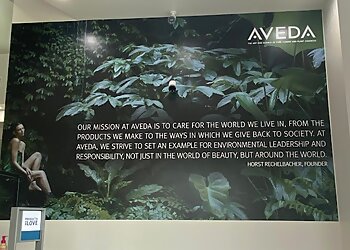 AVEDA
THE ART AND SCIENCE OF PURE FLOWER AND PLANT ESSENCES
OUR MISSION AT AVEDA IS TO CARE FOR THE WORLD WE LIVE IN, FROM THE
PRODUCTS WE MAKE TO THE WAYS IN WHICH WE GIVE BACK TO SOCIETY. AT
AVEDA, WE STRIVE TO SET AN EXAMPLE FOR ENVIRONMENTAL LEADERSHIP AND
RESPONSIBILITY, NOT JUST IN THE WORLD OF BEAUTY, BUT AROUND THE WORLD.
HORST RECHELBACHER, FOUNDER
PRODUCTS
LOVE